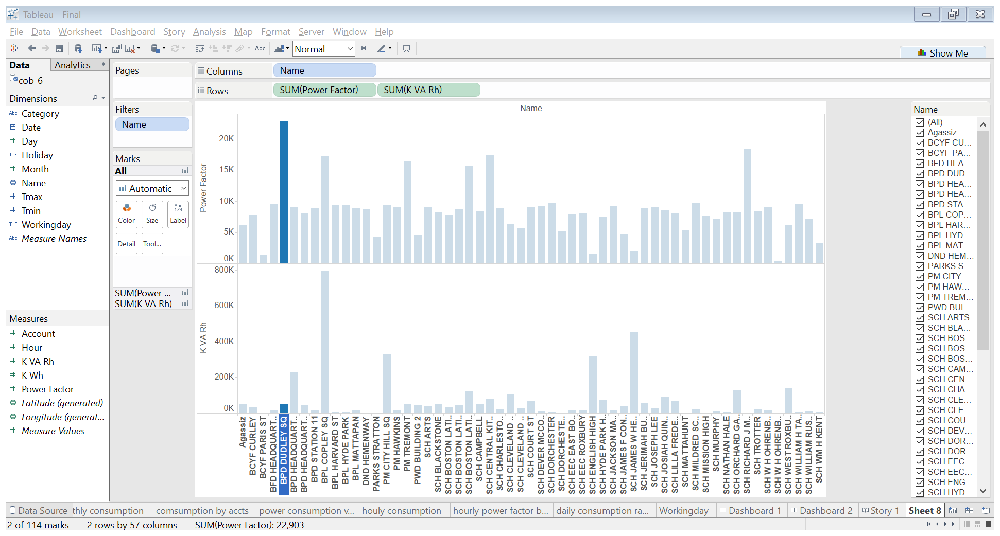 Tableau - Final
File Data Worksheet Dashboard Story Analysis Map Format Server Window Help
Abc Normal
Show Me
Data Analytics
cob_6
Dimensions
Abc Category
Date
Day
T|F Holiday
Month
Name
Tmax
Tmin
T|F Workingday
Abc Measure Names
Measures
Account
Hour
K VA Rh
K Wh
Power Factor
Latitude (generated)
Longitude (generat...
Measure Values
Pages
Filters
Name
Marks
All
Automatic
Color
Size
Abc
123
Label
Detail
Tool...
SUM(Power ...
SUM(K VA Rh)
Columns Name
Rows SUM(Power Factor) SUM(K VA Rh)
Name
Power Factor
20K
15K
10K
5K
0K
K VA Rh
800K
600K
400K
200K
0K
Agassiz
BCYF CURLEY
BCYF PARIS ST
BFD HEADQUART..
BPD DUDLEY SQ
BPD HEADQUART..
BPD HEADQUART..
BPD STATION 11
BPL COPLEY SQ
BPL HARVARD ST
BPL HYDE PARK
BPL MATTAPAN
DND HEMENWAY
PARKS STRATTON
PM CITY HILL SQ
PM HAWKINS
PM TREMONT
PWD BUILDING 2
SCH ARTS
SCH BLACKSTONE
SCH BOSTON LATI..
SCH BOSTON LATI..
SCH BOSTON LATI..
SCH CAMPBELL
SCH CENTRAL KIT..
SCH CHARLESTO..
SCH CLEVELAND ..
SCH CLEVELAND ..
SCH COURT ST
SCH DEVER MCCO..
SCH DORCHESTER
SCH DORCHESTE..
SCH EEC EAST BO..
SCH EEC ROXBURY
SCH ENGLISH HIGH
SCH HYDE PARK H..
SCH JACKSON MA..
SCH JAMES F CON..
SCH JAMES W HE..
SCH JERIMAH BU..
SCH JOSEPH LEE
SCH JOSIAH QUIN..
SCH LILLA FREDE..
SCH MATTAHUNT
SCH MILDRED SC..
SCH MISSION HIGH
SCH MURPHY
SCH NATHAN HALE
SCH ORCHARD GA..
SCH RICHARD J M..
SCH TROTTER
SCH W H OHRENB..
SCH W H OHRENB..
SCH WEST ROXBU..
SCH WILLIAM H TA..
SCH WILLIAM RUS..
SCH WM H KENT
Name
(All)
Agassiz
BCYF CU...
BCYF PA...
BFD HEA...
BPD DUD...
BPD HEA...
BPD HEA...
BPD STA...
BPL COP...
BPL HAR...
BPL HYD...
BPL MAT...
DND HEM...
PARKS S...
PM CITY ...
PM HAW...
PM TREM...
PWD BUI...
SCH ARTS
SCH BLA...
SCH BOS...
SCH BOS...
SCH BOS...
SCH CAM...
SCH CEN...
SCH CHA...
SCH CLE...
SCH CLE...
SCH COU...
SCH DEV...
SCH DOR...
SCH DOR...
SCH EEC...
SCH EEC...
SCH ENG...
SCH HYD...
Data Source thly consumption comsumption by accts power consumption v... houly consumption hourly power factor b... daily consumption ra... Workingday Dashboard 1 Dashboard 2 Story 1 Sheet 8
2 of 114 marks 2 rows by 57 columns SUM(Power Factor): 22,903